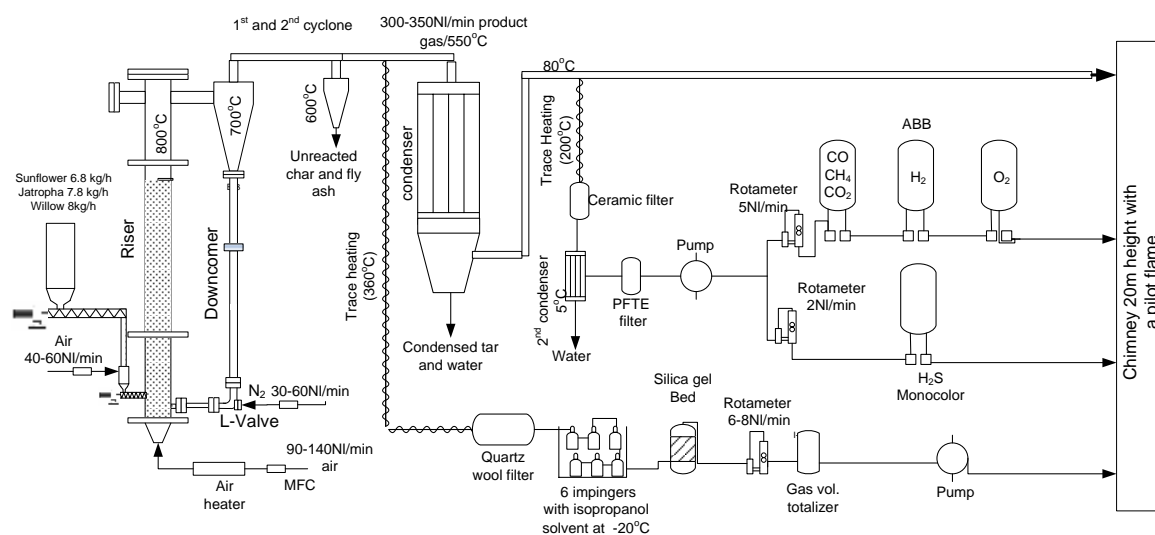 1st and 2nd cyclone
300-350Nl/min product
gas/550°C
80°C
800°C
700°C
600°C
Unreacted
char and fly
ash
Sunflower 6.8 kg/h
Jatropha 7.8 kg/h
Willow 8kg/h
Riser
Downcomer
Air
40-60Nl/min
N2 30-60Nl/min
L-Valve
90-140Nl/min
air
Air
heater
MFC
Trace heating
(360°C)
condenser
Condensed tar
and water
Trace Heating
(200°C)
Ceramic filter
2nd condenser
5°C
Water
PFTE
filter
Pump
Rotameter
5Nl/min
ABB
CO
CH4
CO2
H2
O2
Rotameter
2Nl/min
H2S
Monocolor
Quartz
wool filter
6 impingers
with isopropanol
solvent at -20°C
Silica gel
Bed
Rotameter
6-8Nl/min
Gas vol.
totalizer
Pump
Chimney 20m height with
a pilot flame